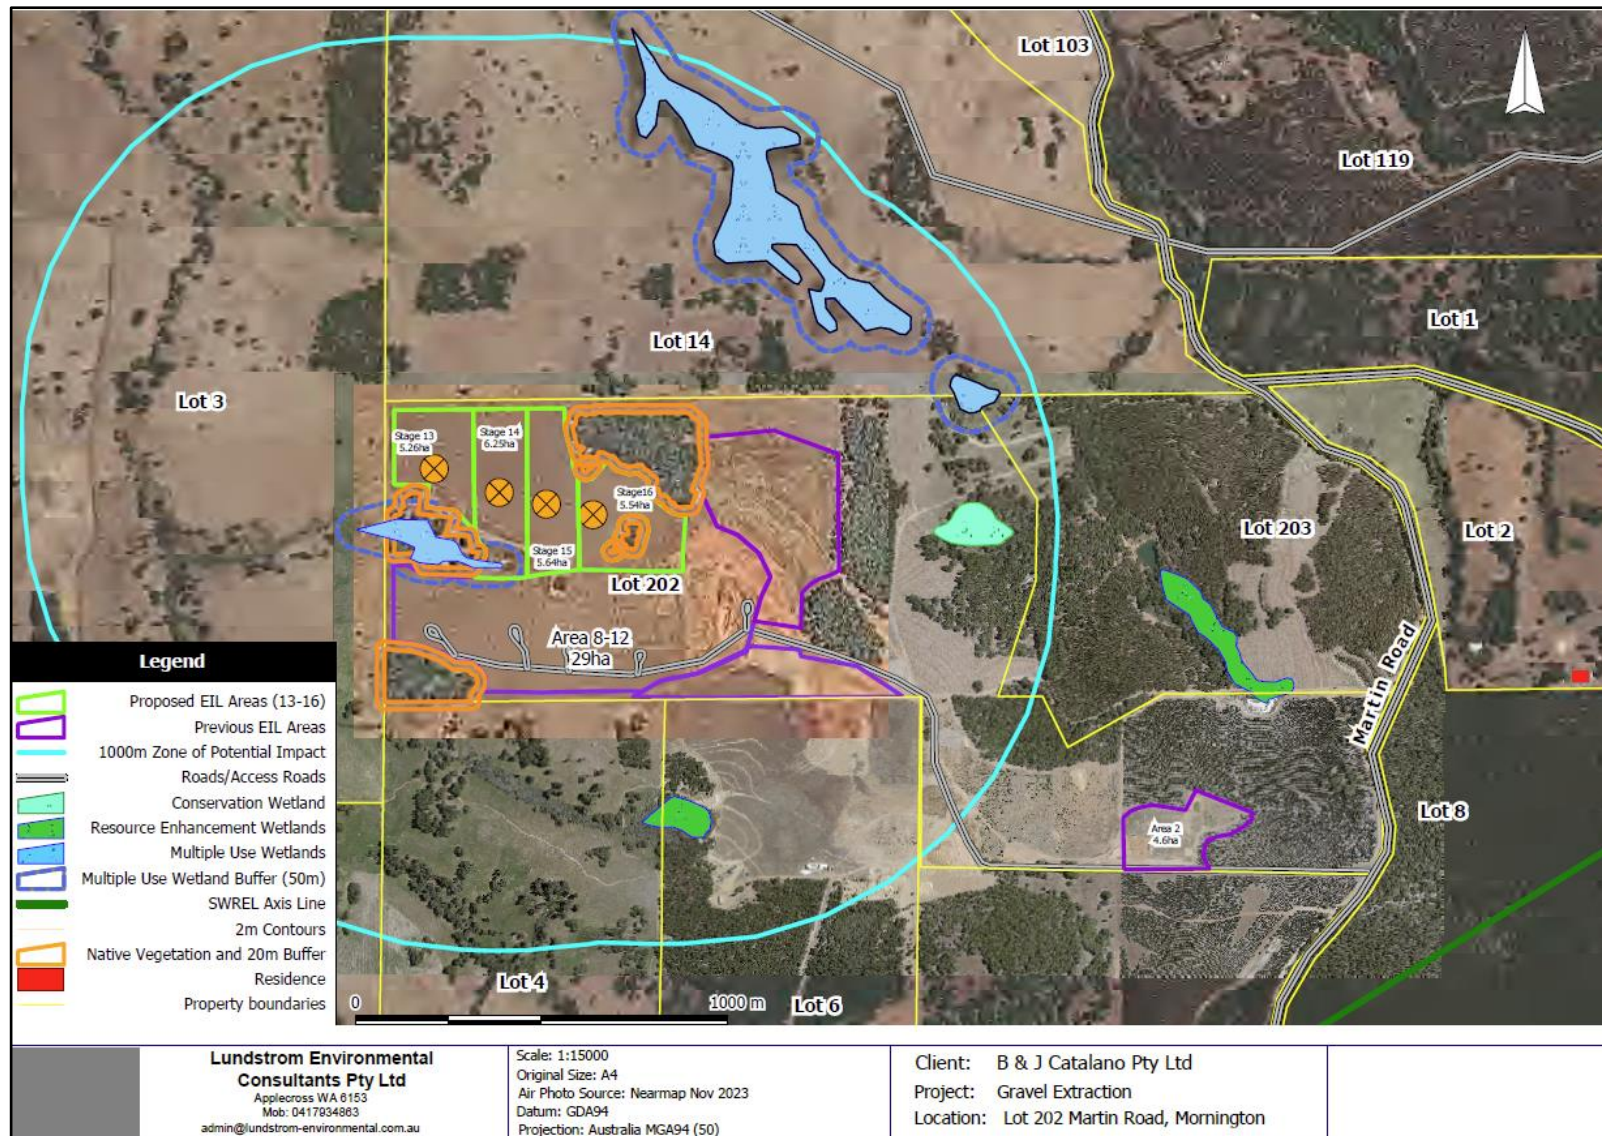 Lot 103
Lot 119
Lot 1
Lot 14
Lot 3
Stage 13
5.26ha
Stage 14
6.25ha
Stage16
5.54ha
Stage 15
5.64ha
Lot 202
Lot 203
Lot 2
Area 8-12
29ha
Martin Road
Area 2
4.6ha
Lot 8
Lot 4
Lot 6
0
1000 m
Legend
Proposed EIL Areas (13-16)
Previous EIL Areas
1000m Zone of Potential Impact
Roads/Access Roads
Conservation Wetland
Resource Enhancement Wetlands
Multiple Use Wetlands
Multiple Use Wetland Buffer (50m)
SWREL Axis Line
2m Contours
Native Vegetation and 20m Buffer
Residence
Property boundaries
Lundstrom Environmental
Consultants Pty Ltd
Applecross WA 6153
Mob: 0417934863
admin@lundstrom-environmental.com.au
Scale: 1:15000
Original Size: A4
Air Photo Source: Nearmap Nov 2023
Datum: GDA94
Projection: Australia MGA94 (50)
Client: B & J Catalano Pty Ltd
Project: Gravel Extraction
Location: Lot 202 Martin Road, Mornington